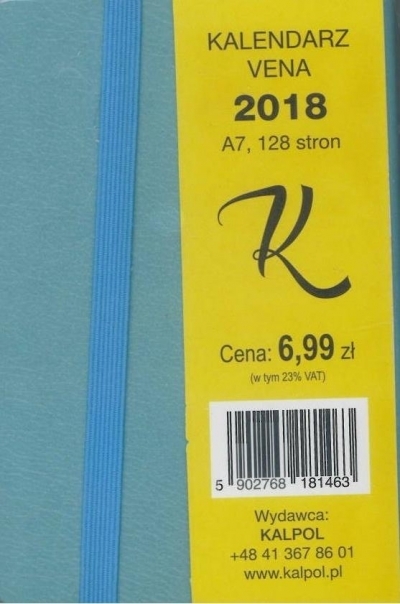 KALENDARZ
VENA
2018
A7, 128 stron
K
Cena: 6,99 zł
(w tym 23% VAT)
5 902768 181463
Wydawca:
KALPOL
+48 41 367 86 01
www.kalpol.pl